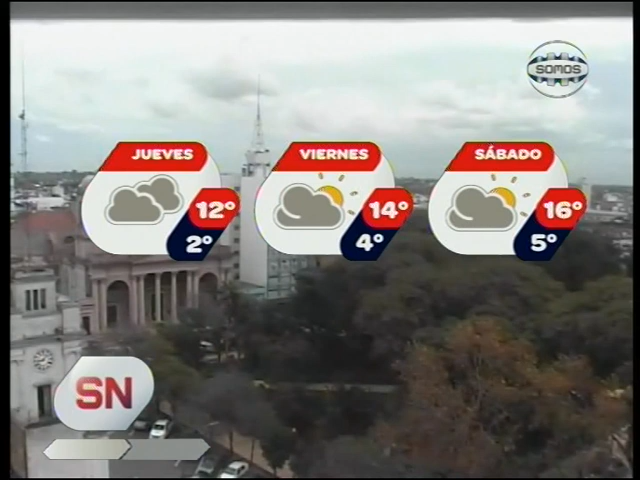 SOMOS
JUEVES
12°
2°
VIERNES
14°
4°
SÁBADO
16°
5°
SN